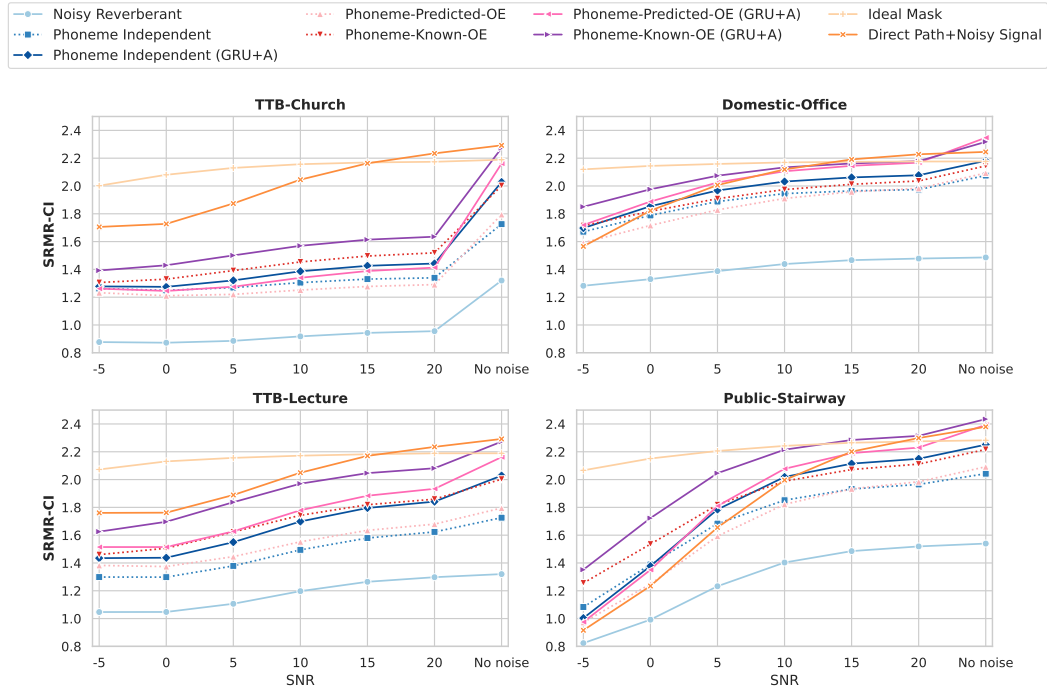 Noisy Reverberant
Phoneme Independent
Phoneme Independent (GRU+A)
Phoneme-Predicted-OE
Phoneme-Known-OE
Phoneme-Predicted-OE (GRU+A)
Phoneme-Known-OE (GRU+A)
Ideal Mask
Direct Path+Noisy Signal
TTB-Church
SRMR-CI
2.4
2.2
2.0
1.8
1.6
1.4
1.2
1.0
0.8
-5 0 5 10 15 20 No noise
Domestic-Office
2.4
2.2
2.0
1.8
1.6
1.4
1.2
1.0
0.8
-5 0 5 10 15 20 No noise
TTB-Lecture
SRMR-CI
2.4
2.2
2.0
1.8
1.6
1.4
1.2
1.0
0.8
-5 0 5 10 15 20 No noise
SNR
Public-Stairway
2.4
2.2
2.0
1.8
1.6
1.4
1.2
1.0
0.8
-5 0 5 10 15 20 No noise
SNR